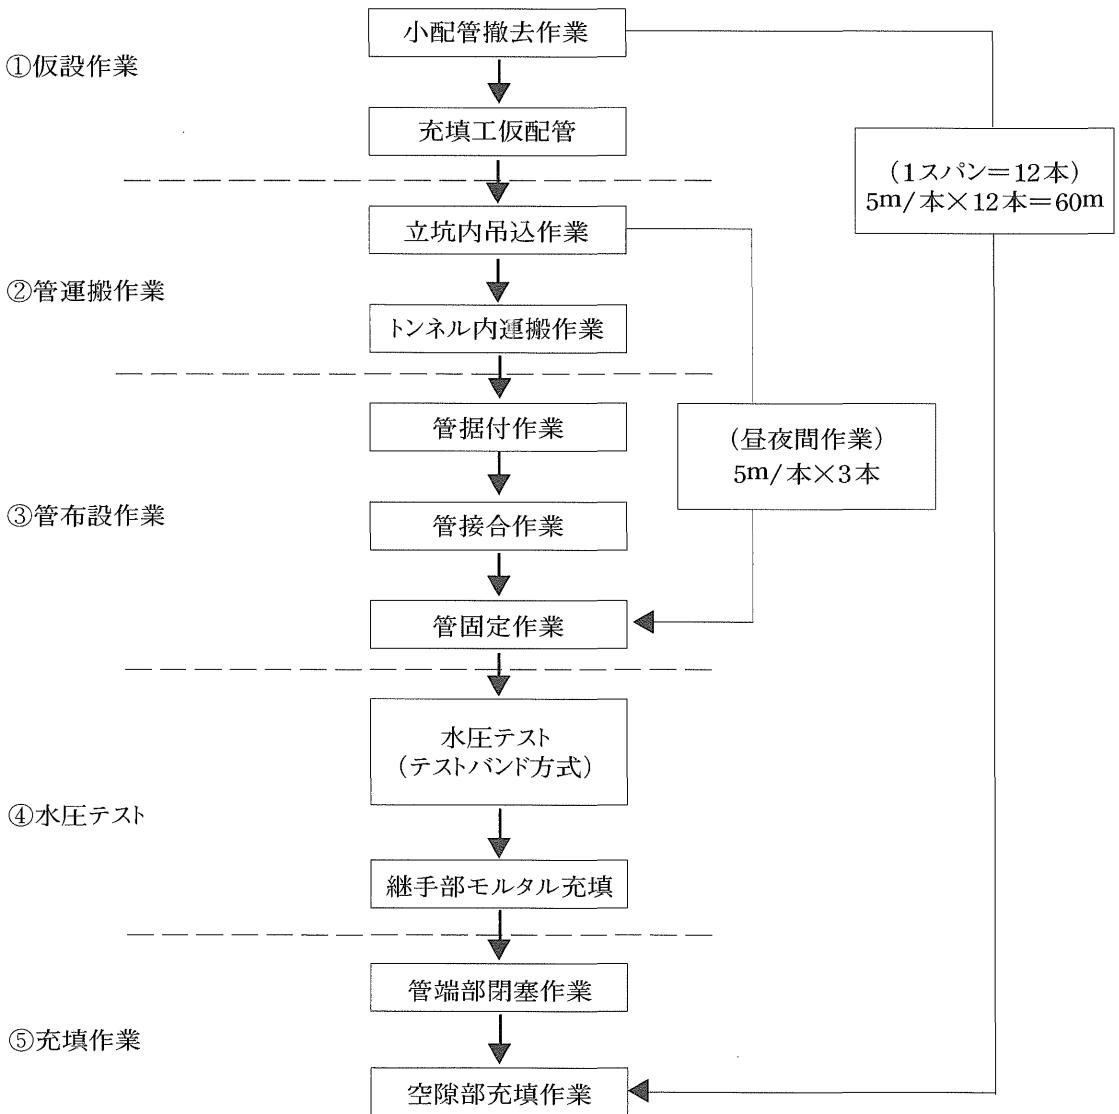 小配管撤去作業
①仮設作業
充填工仮配管
(1スパン=12本)
5m/本×12本=60m
立坑内吊込作業
②管運搬作業
トンネル内運搬作業
管据付作業
(昼夜間作業)
5m/本×3本
③管布設作業
管接合作業
管固定作業
水圧テスト
(テストバンド方式)
④水圧テスト
継手部モルタル充填
管端部閉塞作業
⑤充填作業
空隙部充填作業